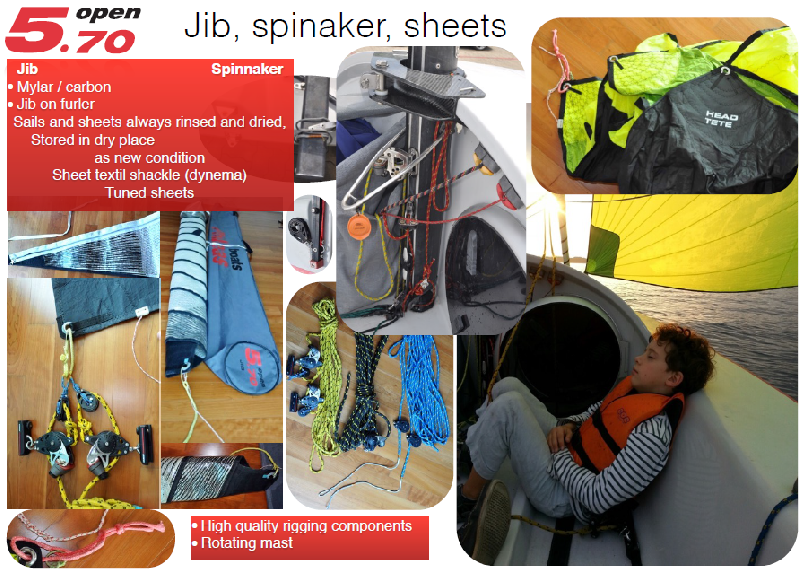 open
5.70
Jib, spinaker, sheets
Jib Spinnaker
• Mylar / carbon
• Jib on furler
Sails and sheets always rinsed and dried,
Stored in dry place
as new condition
Sheet textil shackle (dynema)
Tuned sheets
HEAD
TETE
5.70
• High quality rigging components
• Rotating mast